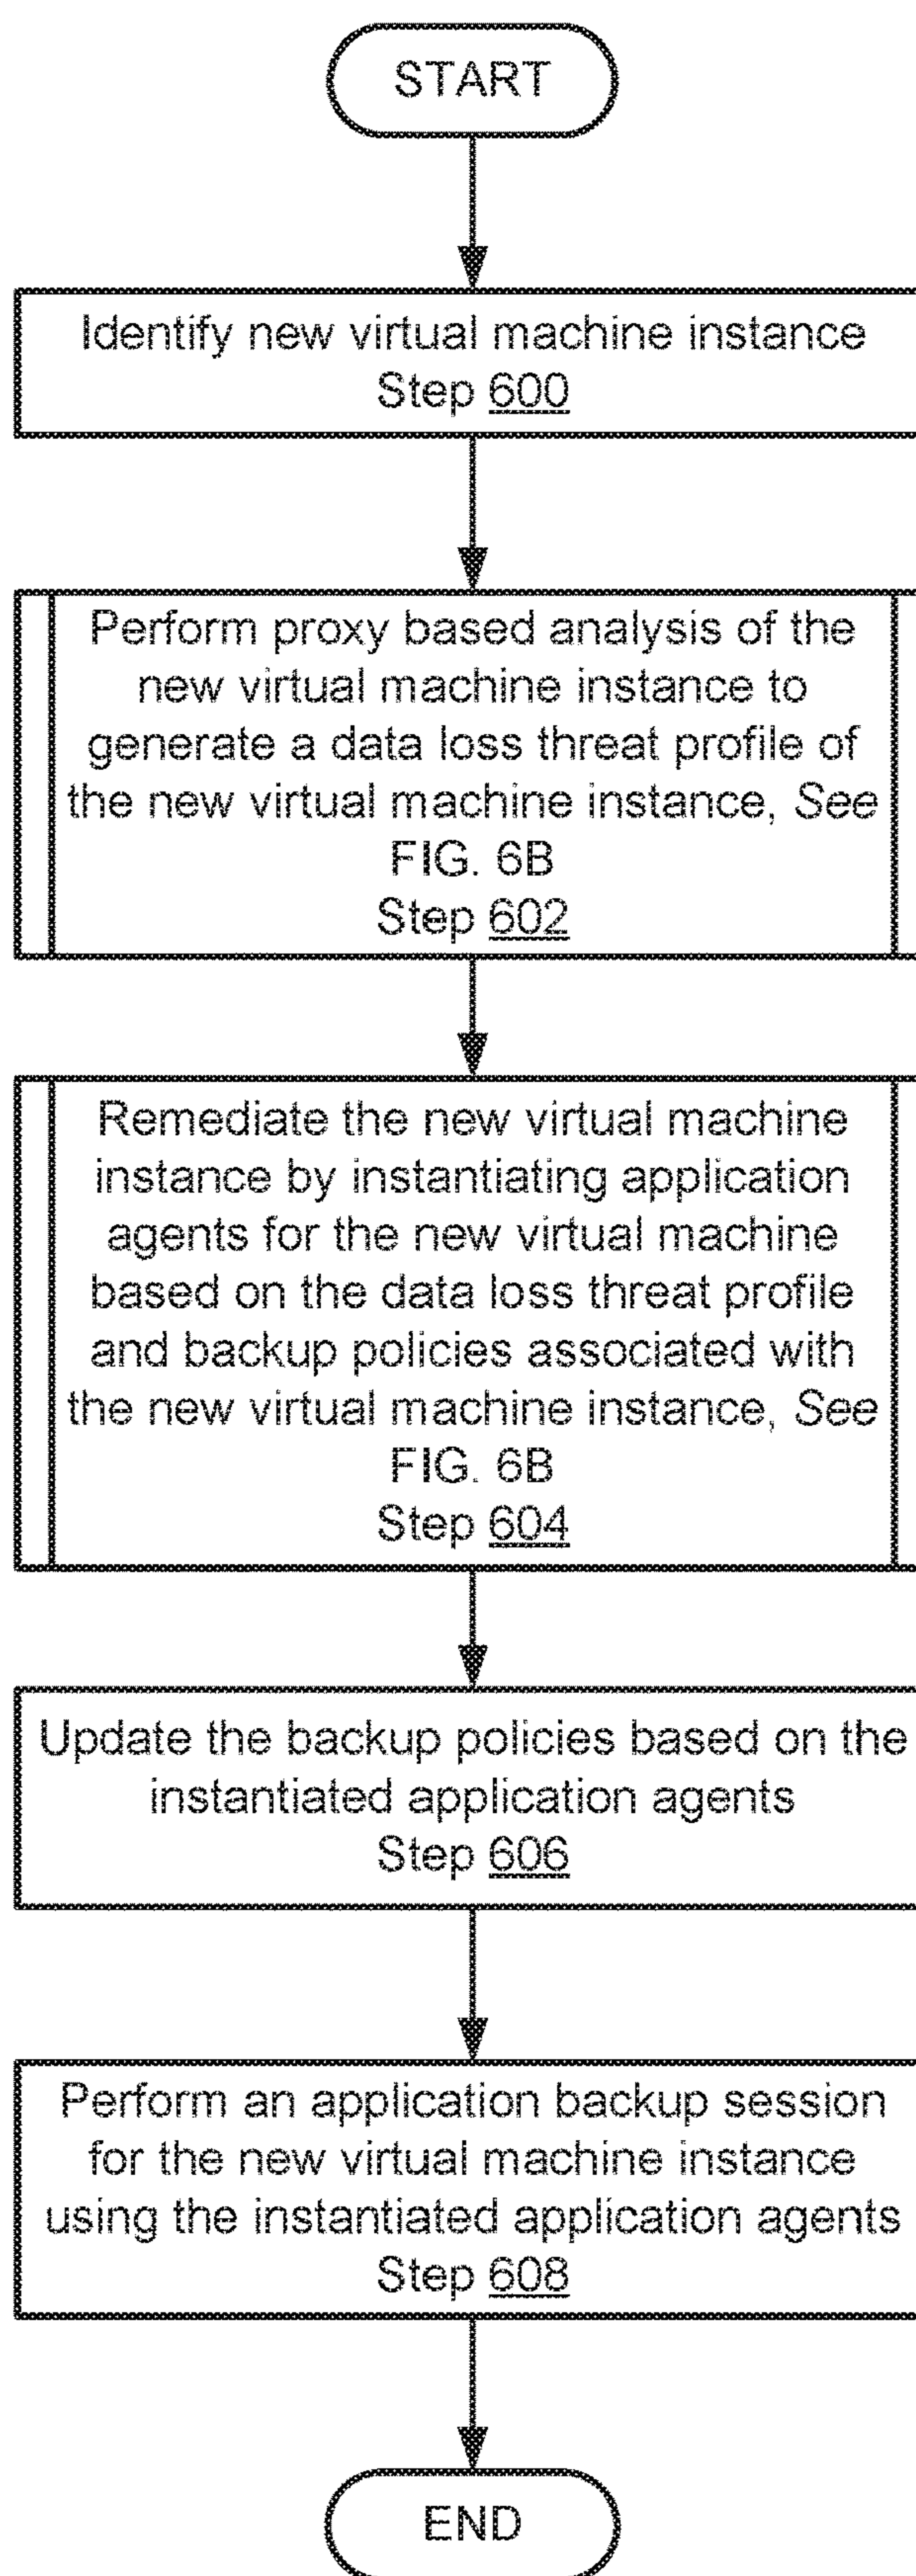 START
Identify new virtual machine instance
Step 600
Perform proxy based analysis of the
new virtual machine instance to
generate a data loss threat profile of
the new virtual machine instance, See
FIG. 6B
Step 602
Remediate the new virtual machine
instance by instantiating application
agents for the new virtual machine
based on the data loss threat profile
and backup policies associated with
the new virtual machine instance, See
FIG. 6B
Step 604
Update the backup policies based on the
instantiated application agents
Step 606
Perform an application backup session
for the new virtual machine instance
using the instantiated application agents
Step 608
END